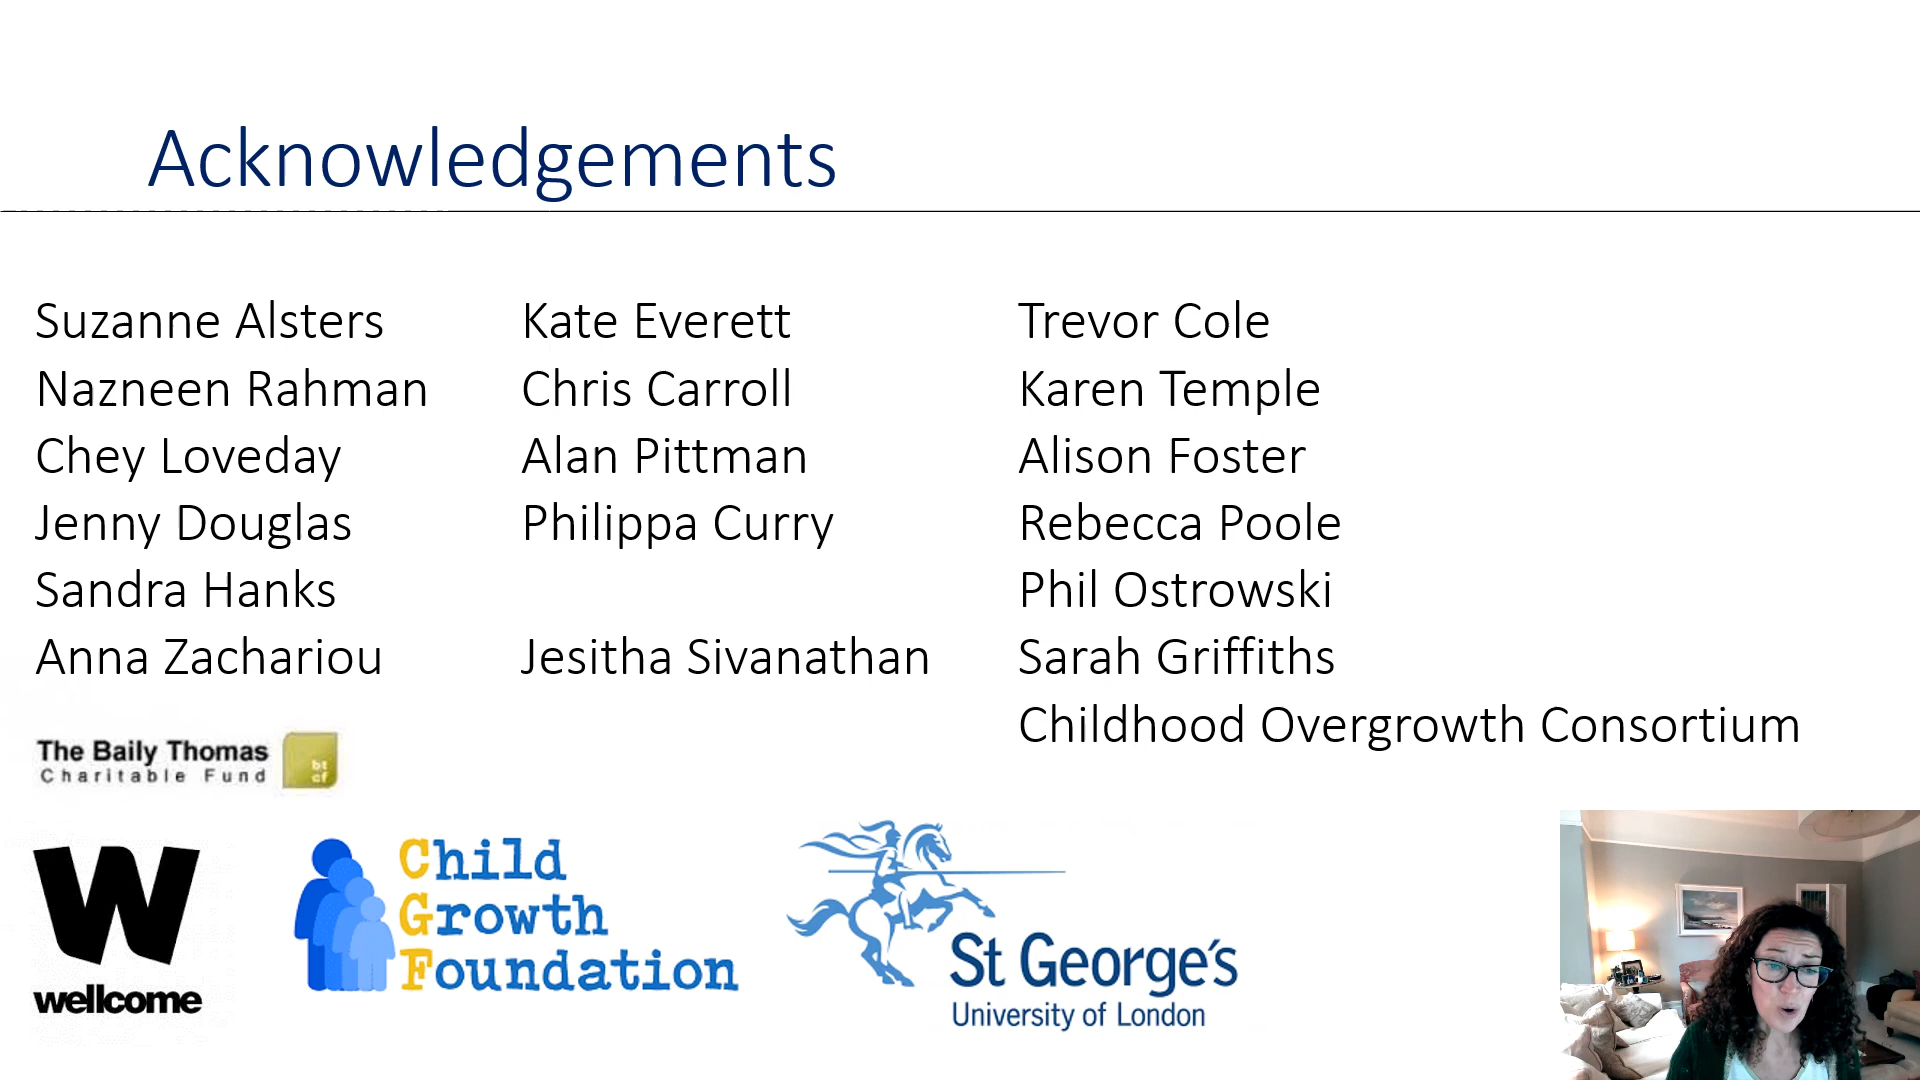 Acknowledgements
Suzanne Alsters
Nazneen Rahman
Chey Loveday
Jenny Douglas
Sandra Hanks
Anna Zachariou
Kate Everett
Chris Carroll
Alan Pittman
Philippa Curry
Jesitha Sivanathan
Trevor Cole
Karen Temple
Alison Foster
Rebecca Poole
Phil Ostrowski
Sarah Griffiths
Childhood Overgrowth Consortium
The Baily Thomas
Charitable Fund
bt
cf
W
wellcome
Child
Growth
Foundation
St George's
University of London